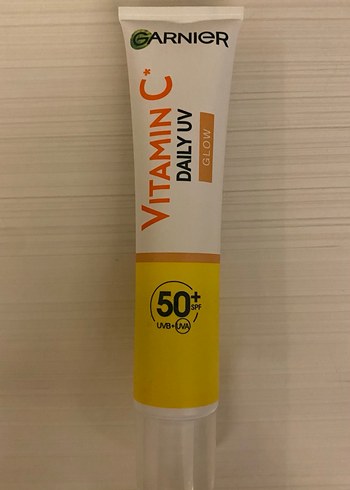 GARNIER
VITAMIN C*
DAILY UV
GLOW
50+
SPF
UVB+UVA